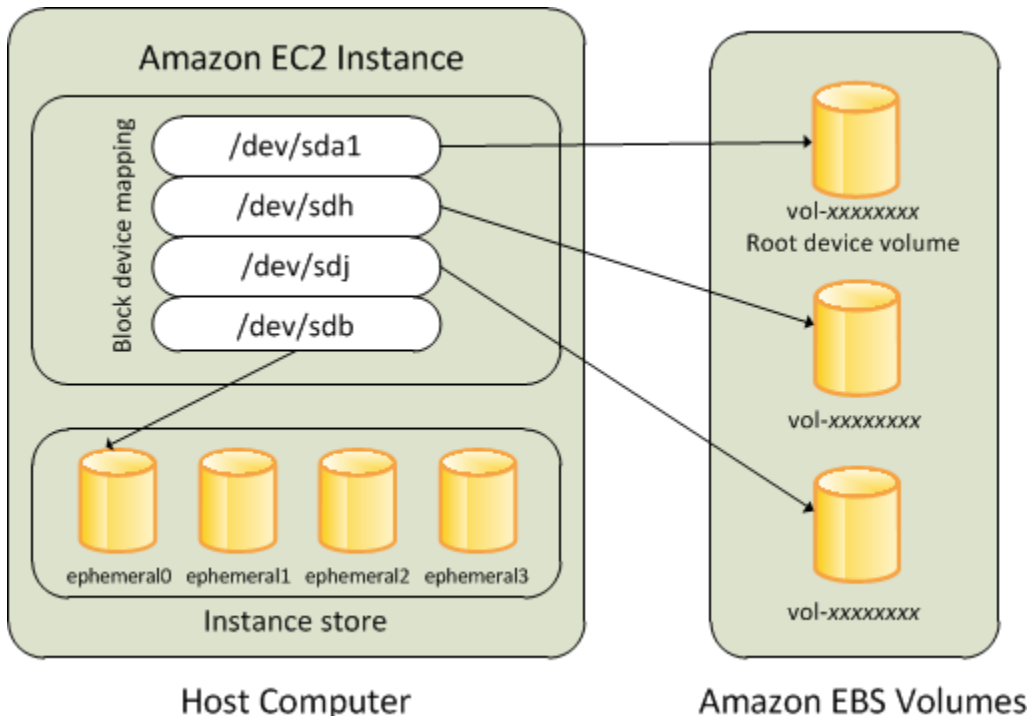 Amazon EC2 Instance
Block device mapping
/dev/sda1
/dev/sdh
/dev/sdj
/dev/sdb
ephemeral0
ephemeral1
ephemeral2
ephemeral3
Instance store
Host Computer
vol-xxxxxxxx
Root device volume
vol-xxxxxxxx
vol-xxxxxxxx
Amazon EBS Volumes